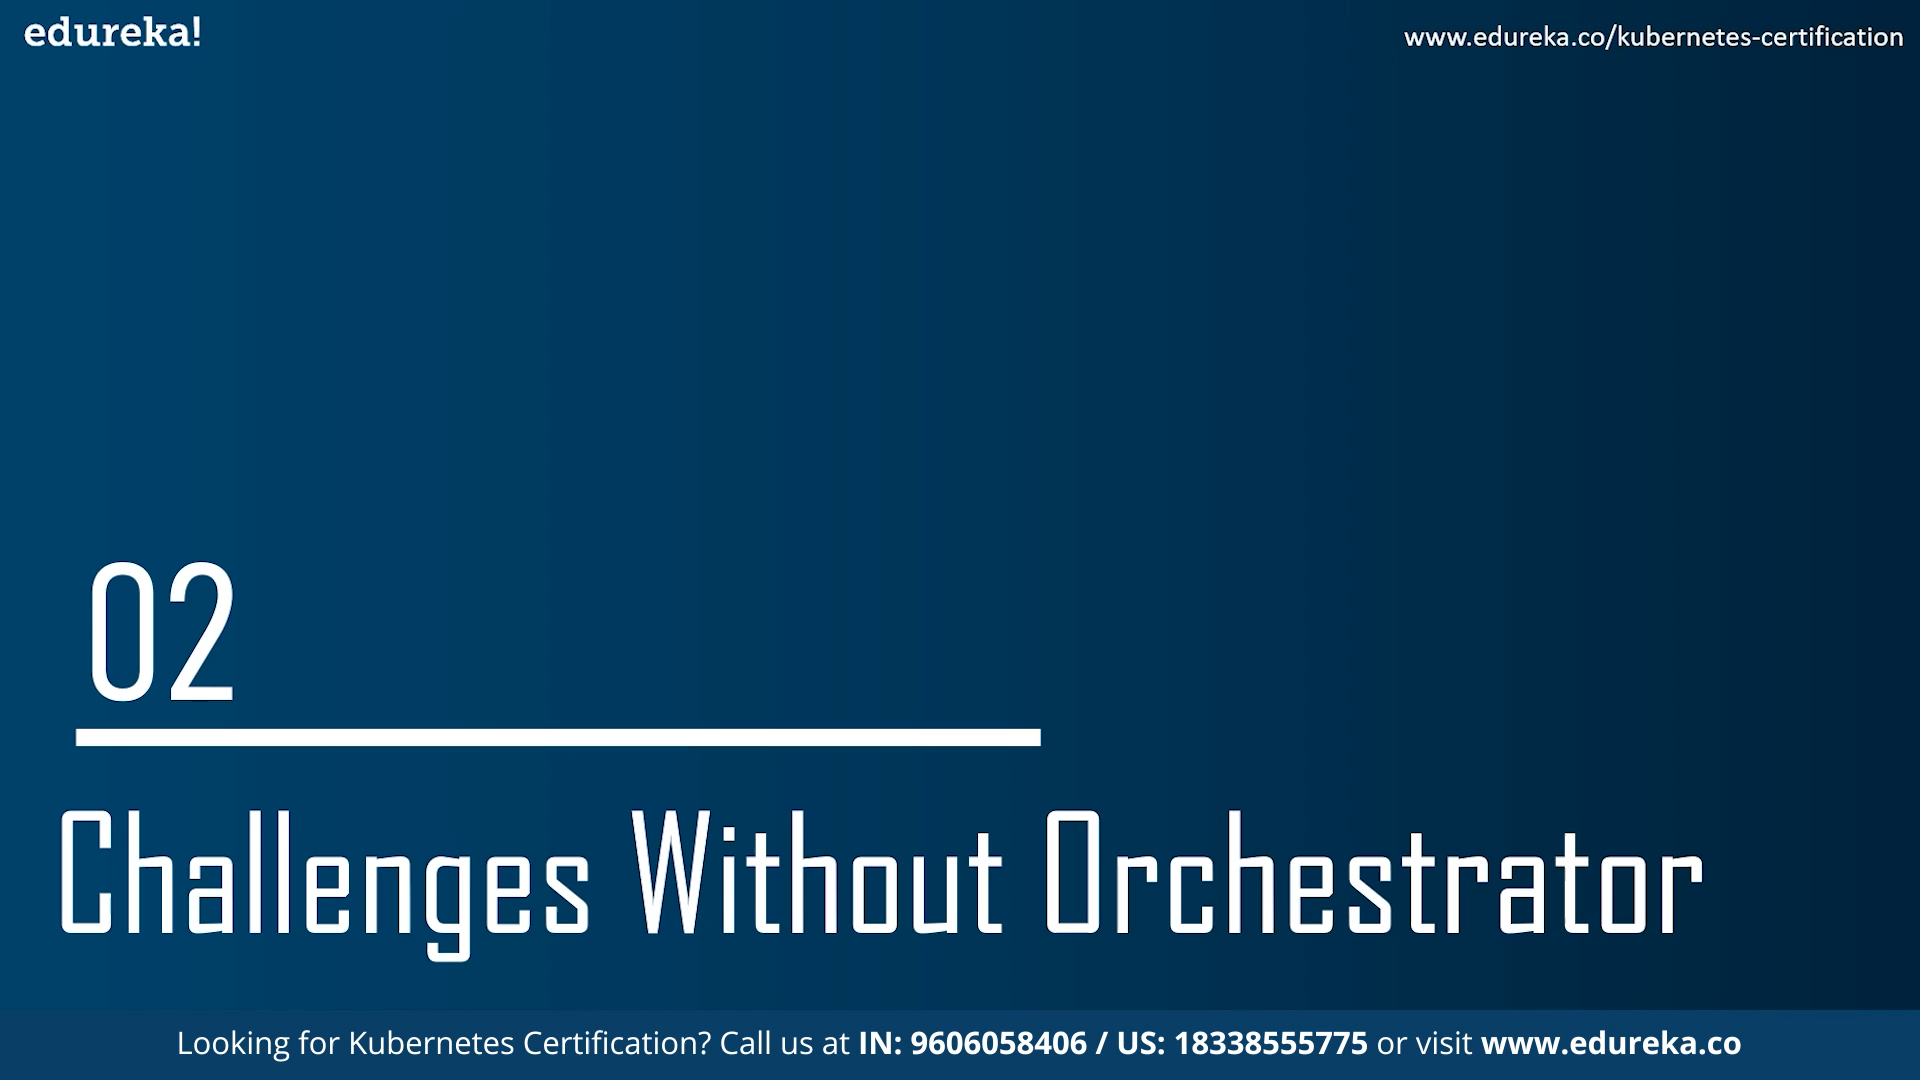 edureka!
www.edureka.co/kubernetes-certification
02
Challenges Without Orchestrator
Looking for Kubernetes Certification? Call us at IN: 9606058406 / US: 18338555775 or visit www.edureka.co